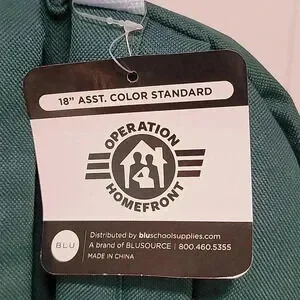 18" ASST. COLOR STANDARD
OPERATION
HOMEFRONT
BLU
Distributed by bluschoolsupplies.com
A brand of BLUSOURCE | 800.460.5355
MADE IN CHINA